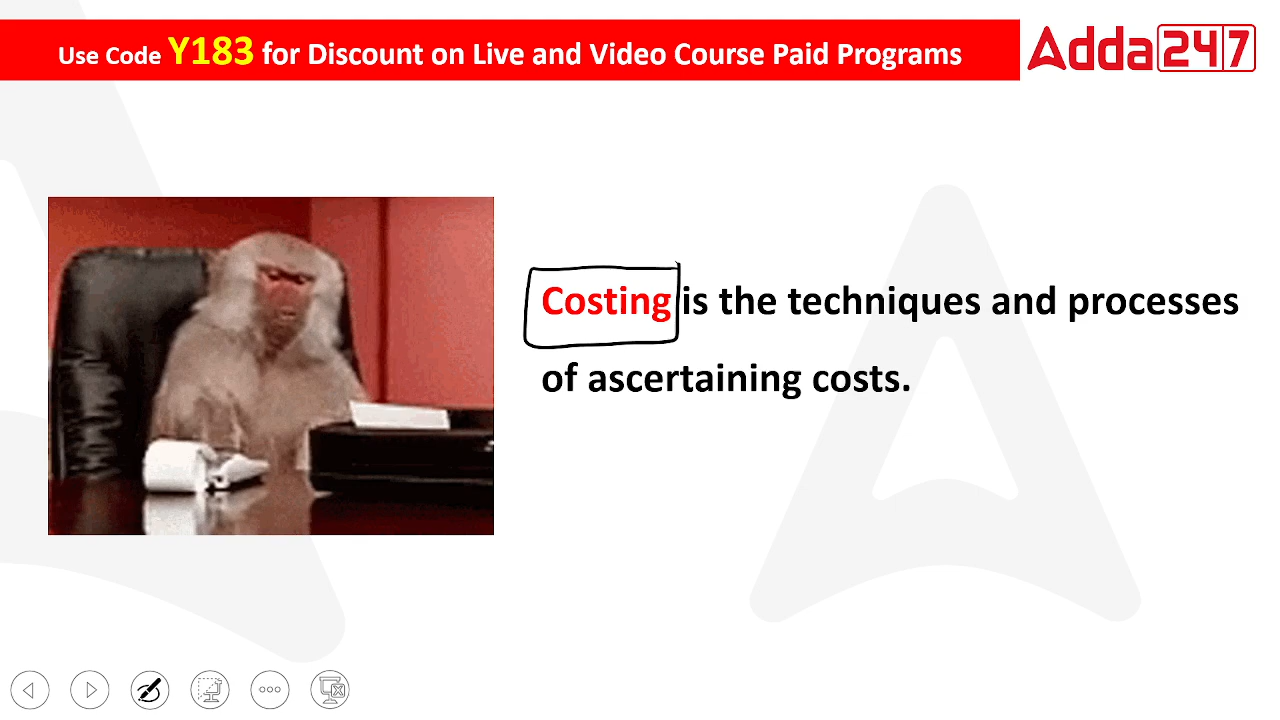 Use Code Y183 for Discount on Live and Video Course Paid Programs
Adda247
Costing is the techniques and processes
of ascertaining costs.